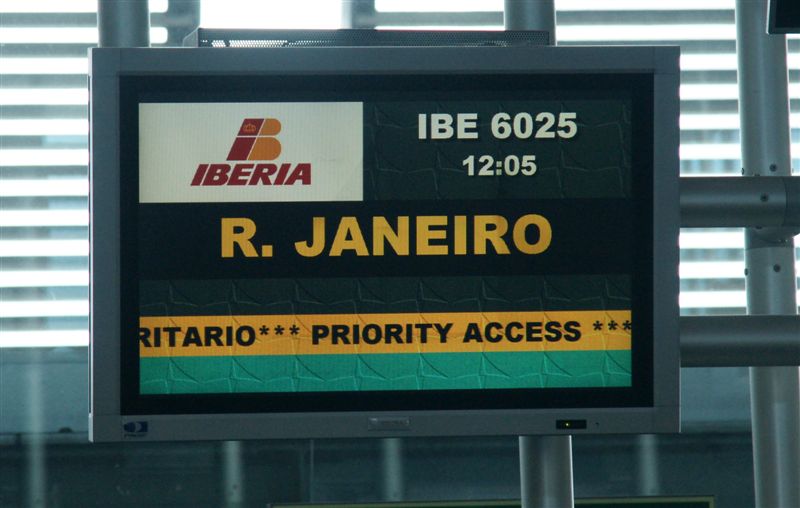 IBERIA
IBE 6025
12:05
R. JANEIRO
RITARIO*** PRIORITY ACCESS ***